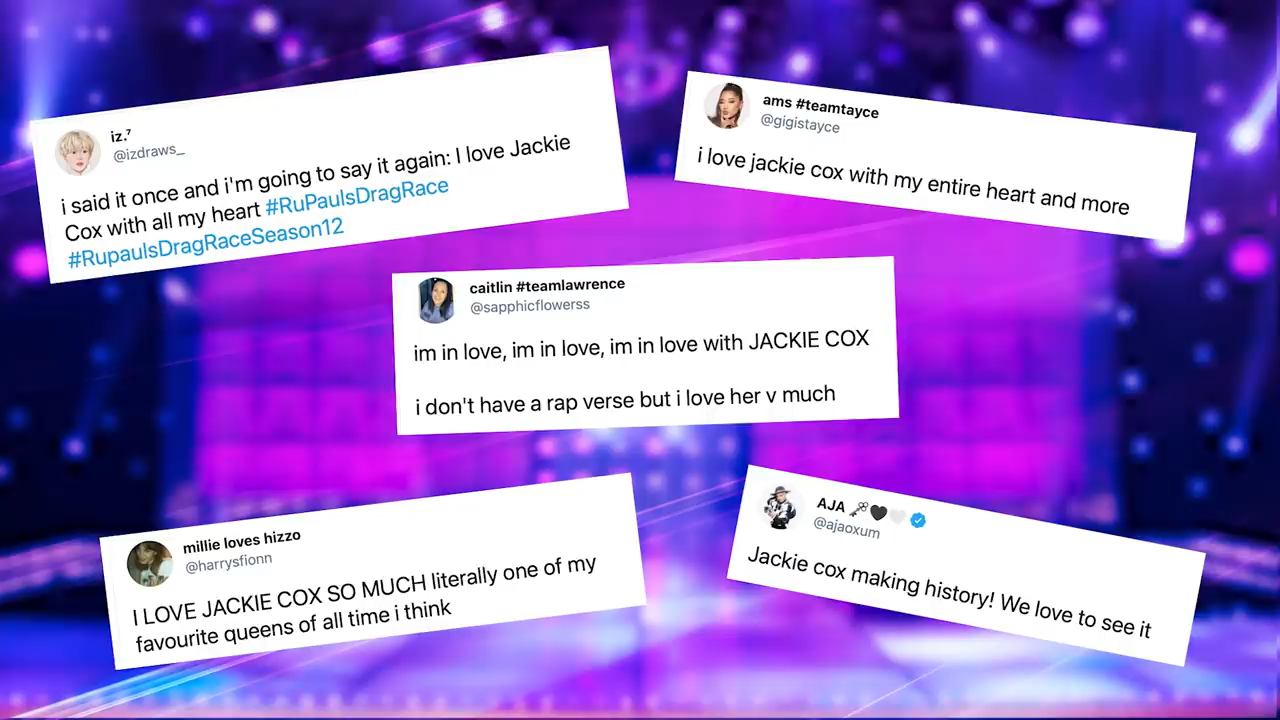 iz.⁷
@izdraws_
i said it once and i'm going to say it again: I love Jackie
Cox with all my heart #RuPaulsDragRace
#RupaulsDragRaceSeason12
ams #teamtayce
@gigistayce
i love jackie cox with my entire heart and more
caitlin #teamlawrence
@sapphicflowerss
im in love, im in love, im in love with JACKIE COX
i don't have a rap verse but i love her v much
millie loves hizzo
@harrysfionn
I LOVE JACKIE COX SO MUCH literally one of my
favourite queens of all time i think
AJA 🗝🖤🤍
@ajaoxum
Jackie cox making history! We love to see it